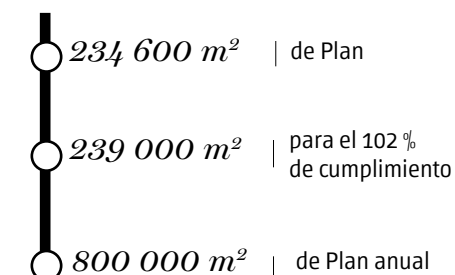 234 600 m² | de Plan
239 000 m² | para el 102 %
de cumplimiento
800 000 m² | de Plan anual